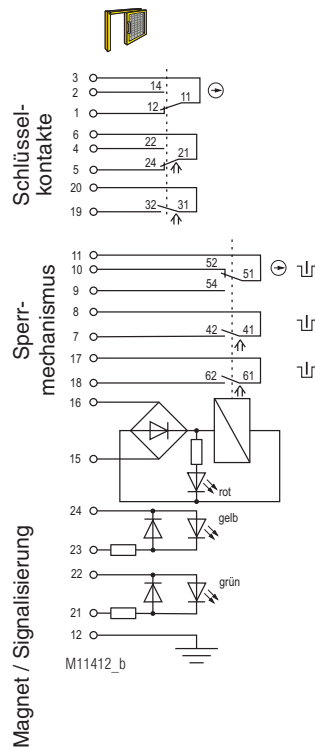 Schlüssel-
kontakte
3
2 14
11
1 12
6
4 22
21
5 24
20
19 32 31
Sperr-
mechanismus
11
10 52
51
9 54
8
7 42 41
17
18 62 61
Magnet / Signalisierung
16
15
rot
24
gelb
23
22
grün
21
12
M11412_b